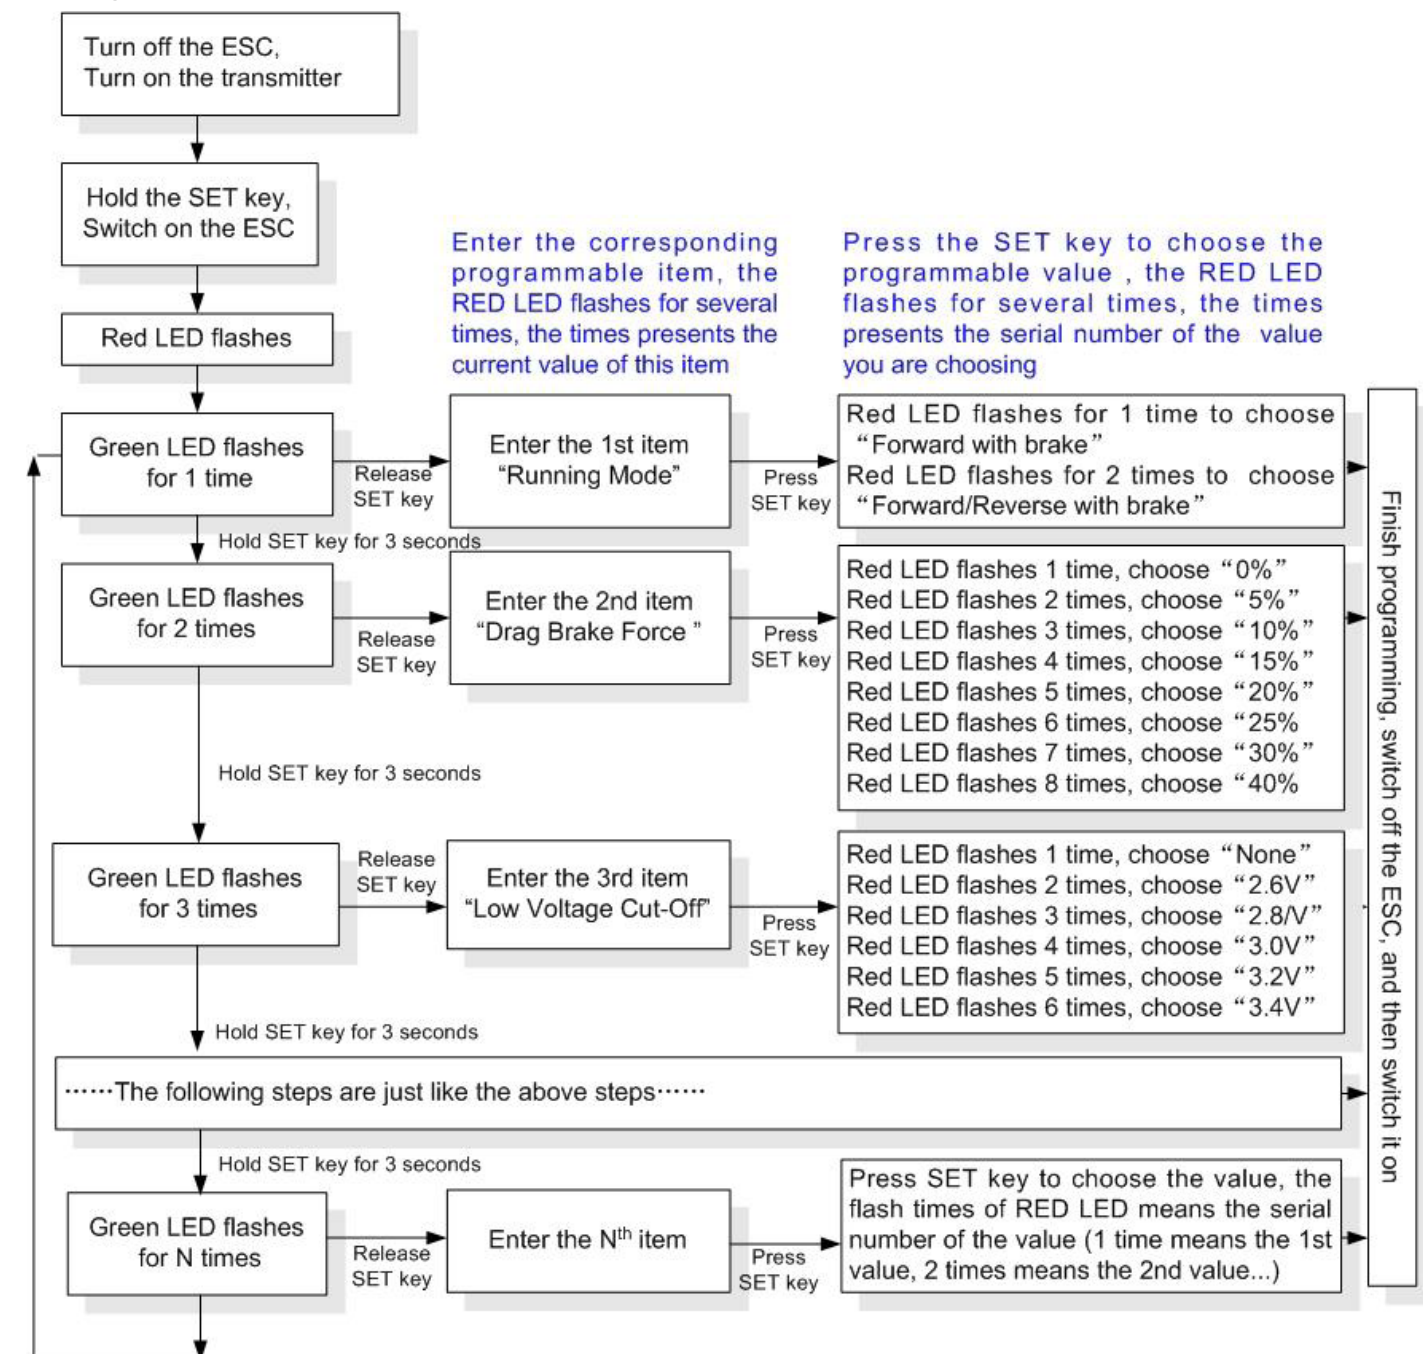 Turn off the ESC,
Turn on the transmitter
Hold the SET key,
Switch on the ESC
Red LED flashes
Enter the corresponding
programmable item, the
RED LED flashes for several
times, the times presents the
current value of this item
Press the SET key to choose the
programmable value , the RED LED
flashes for several times, the times
presents the serial number of the value
you are choosing
Green LED flashes
for 1 time
Release
SET key
Enter the 1st item
“Running Mode”
Press
SET key
Red LED flashes for 1 time to choose
“Forward with brake”
Red LED flashes for 2 times to choose
“Forward/Reverse with brake”
Hold SET key for 3 seconds
Green LED flashes
for 2 times
Release
SET key
Enter the 2nd item
“Drag Brake Force ”
Press
SET key
Red LED flashes 1 time, choose “0%”
Red LED flashes 2 times, choose “5%”
Red LED flashes 3 times, choose “10%”
Red LED flashes 4 times, choose “15%”
Red LED flashes 5 times, choose “20%”
Red LED flashes 6 times, choose “25%
Red LED flashes 7 times, choose “30%”
Red LED flashes 8 times, choose “40%
Hold SET key for 3 seconds
Green LED flashes
for 3 times
Release
SET key
Enter the 3rd item
“Low Voltage Cut-Off”
Press
SET key
Red LED flashes 1 time, choose “None”
Red LED flashes 2 times, choose “2.6V”
Red LED flashes 3 times, choose “2.8/V”
Red LED flashes 4 times, choose “3.0V”
Red LED flashes 5 times, choose “3.2V”
Red LED flashes 6 times, choose “3.4V”
Hold SET key for 3 seconds
······The following steps are just like the above steps······
Hold SET key for 3 seconds
Green LED flashes
for N times
Release
SET key
Enter the Nth item
Press
SET key
Press SET key to choose the value, the
flash times of RED LED means the serial
number of the value (1 time means the 1st
value, 2 times means the 2nd value...)
Finish programming, switch off the ESC, and then switch it on